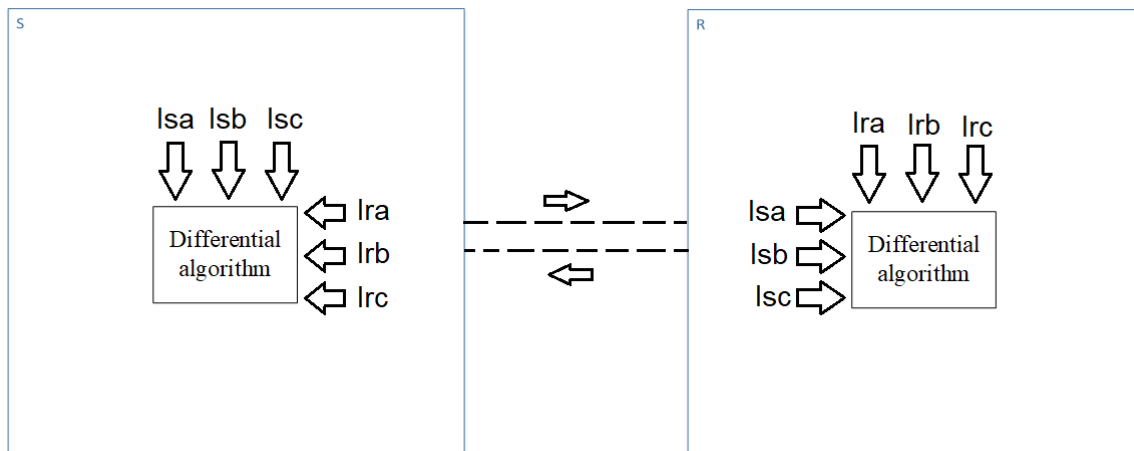 S
Isa Isb Isc
Differential
algorithm
Ira
Irb
Irc
R
Ira Irb Irc
Isa
Isb
Isc
Differential
algorithm